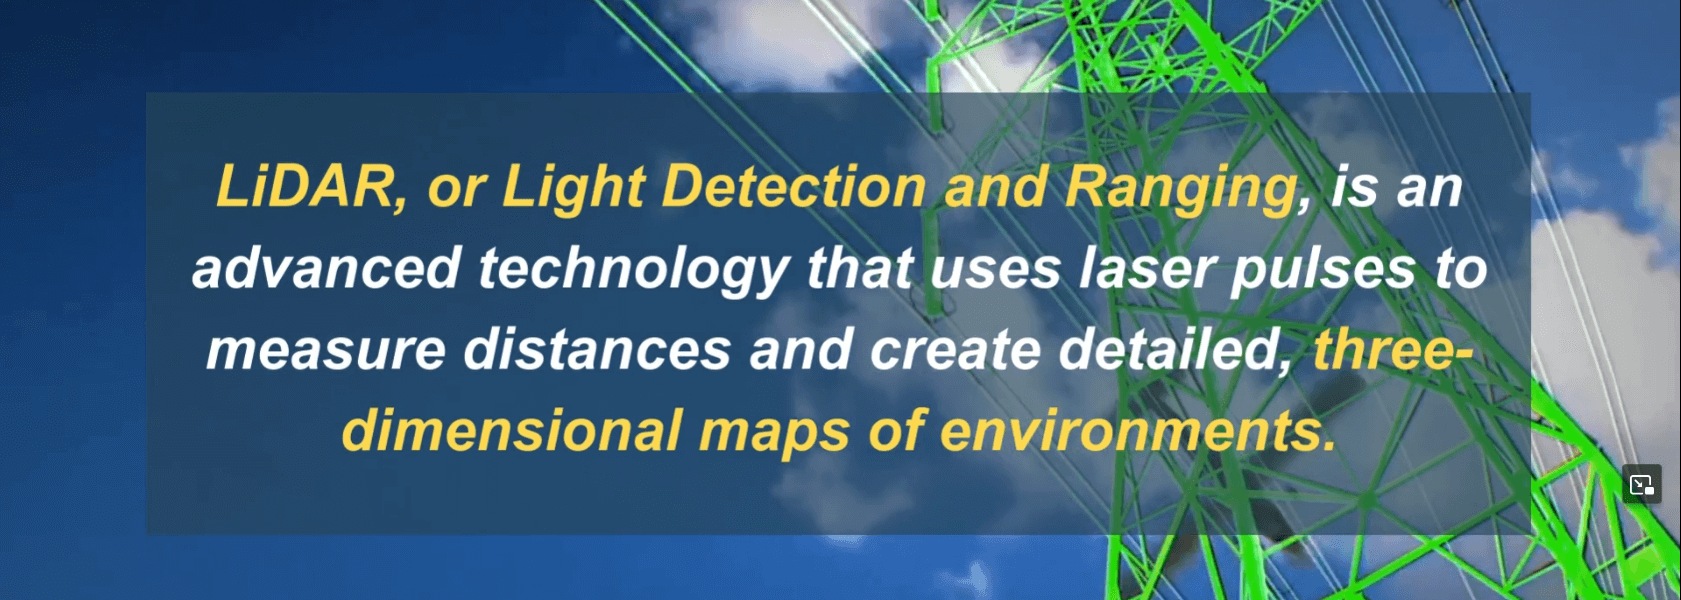 LiDAR, or Light Detection and Ranging, is an
advanced technology that uses laser pulses to
measure distances and create detailed, three-
dimensional maps of environments.